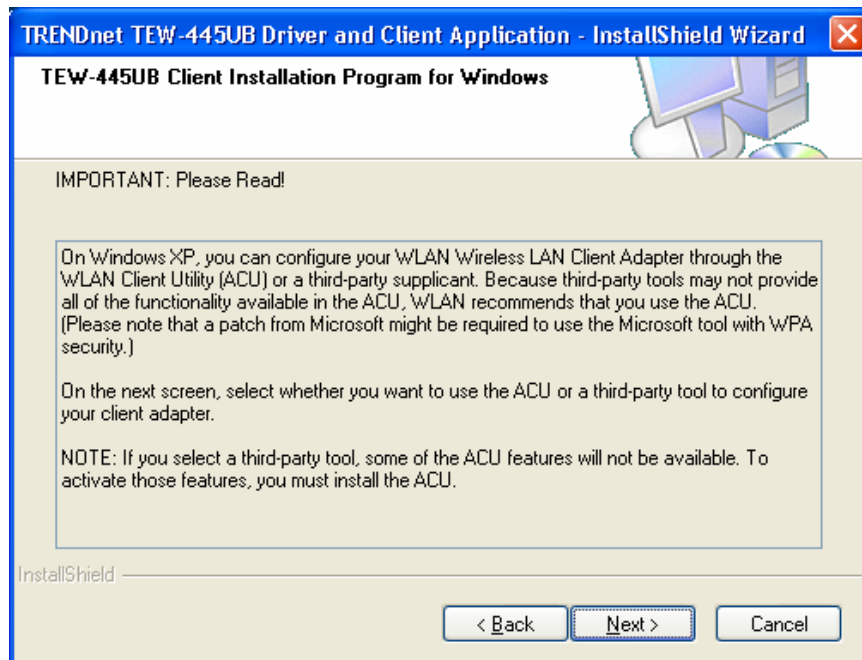 TRENDnet TEW-445UB Driver and Client Application - InstallShield Wizard
TEW-445UB Client Installation Program for Windows
IMPORTANT: Please Read!
On Windows XP, you can configure your WLAN Wireless LAN Client Adapter through the
WLAN Client Utility (ACU) or a third-party supplicant. Because third-party tools may not provide
all of the functionality available in the ACU, WLAN recommends that you use the ACU.
(Please note that a patch from Microsoft might be required to use the Microsoft tool with WPA
security.)
On the next screen, select whether you want to use the ACU or a third-party tool to configure
your client adapter.
NOTE: If you select a third-party tool, some of the ACU features will not be available. To
activate those features, you must install the ACU.
InstallShield
< Back Next > Cancel